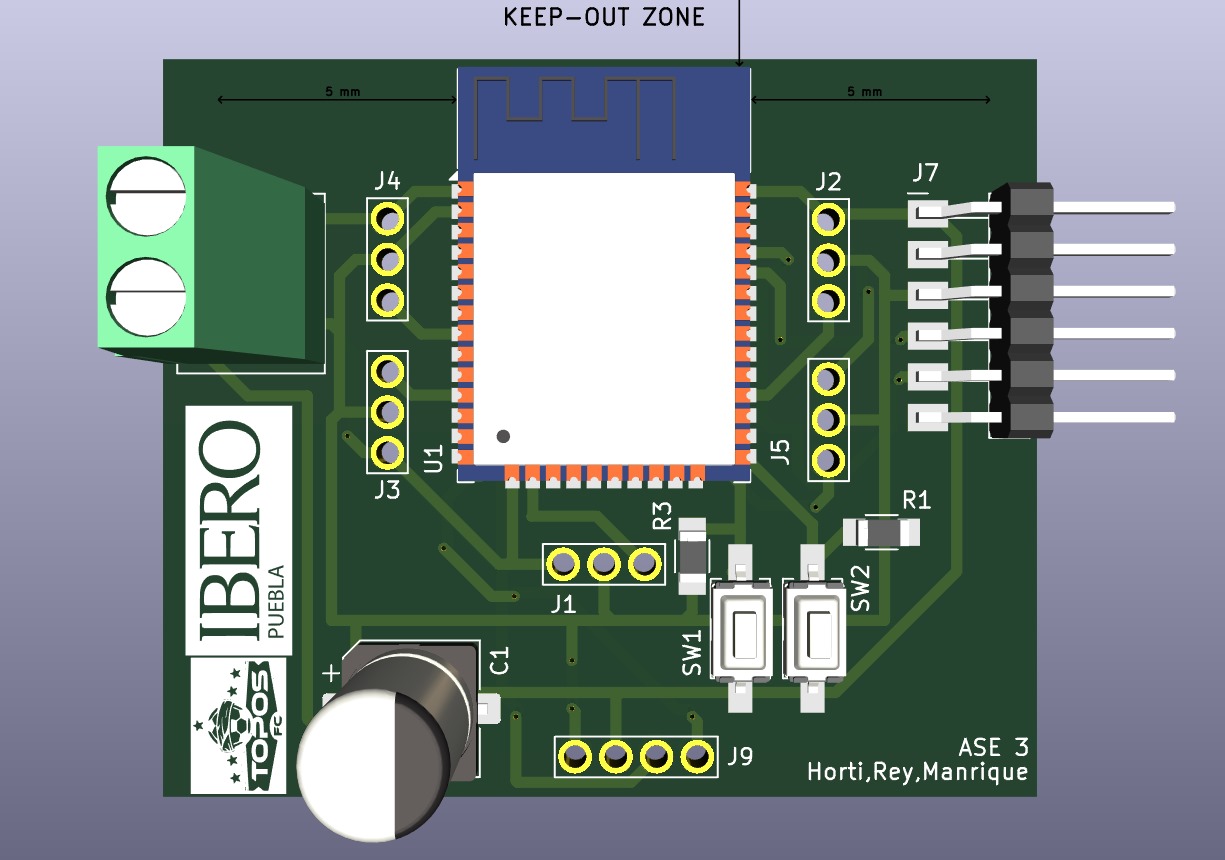 KEEP-OUT ZONE
5 mm
5 mm
J4
J2
J7
U1
J5
J3
R3
R1
J1
SW2
SW1
C1
+
J9
IBERO
PUEBLA
TOPOS
FC
ASE 3
Horti,Rey,Manrique